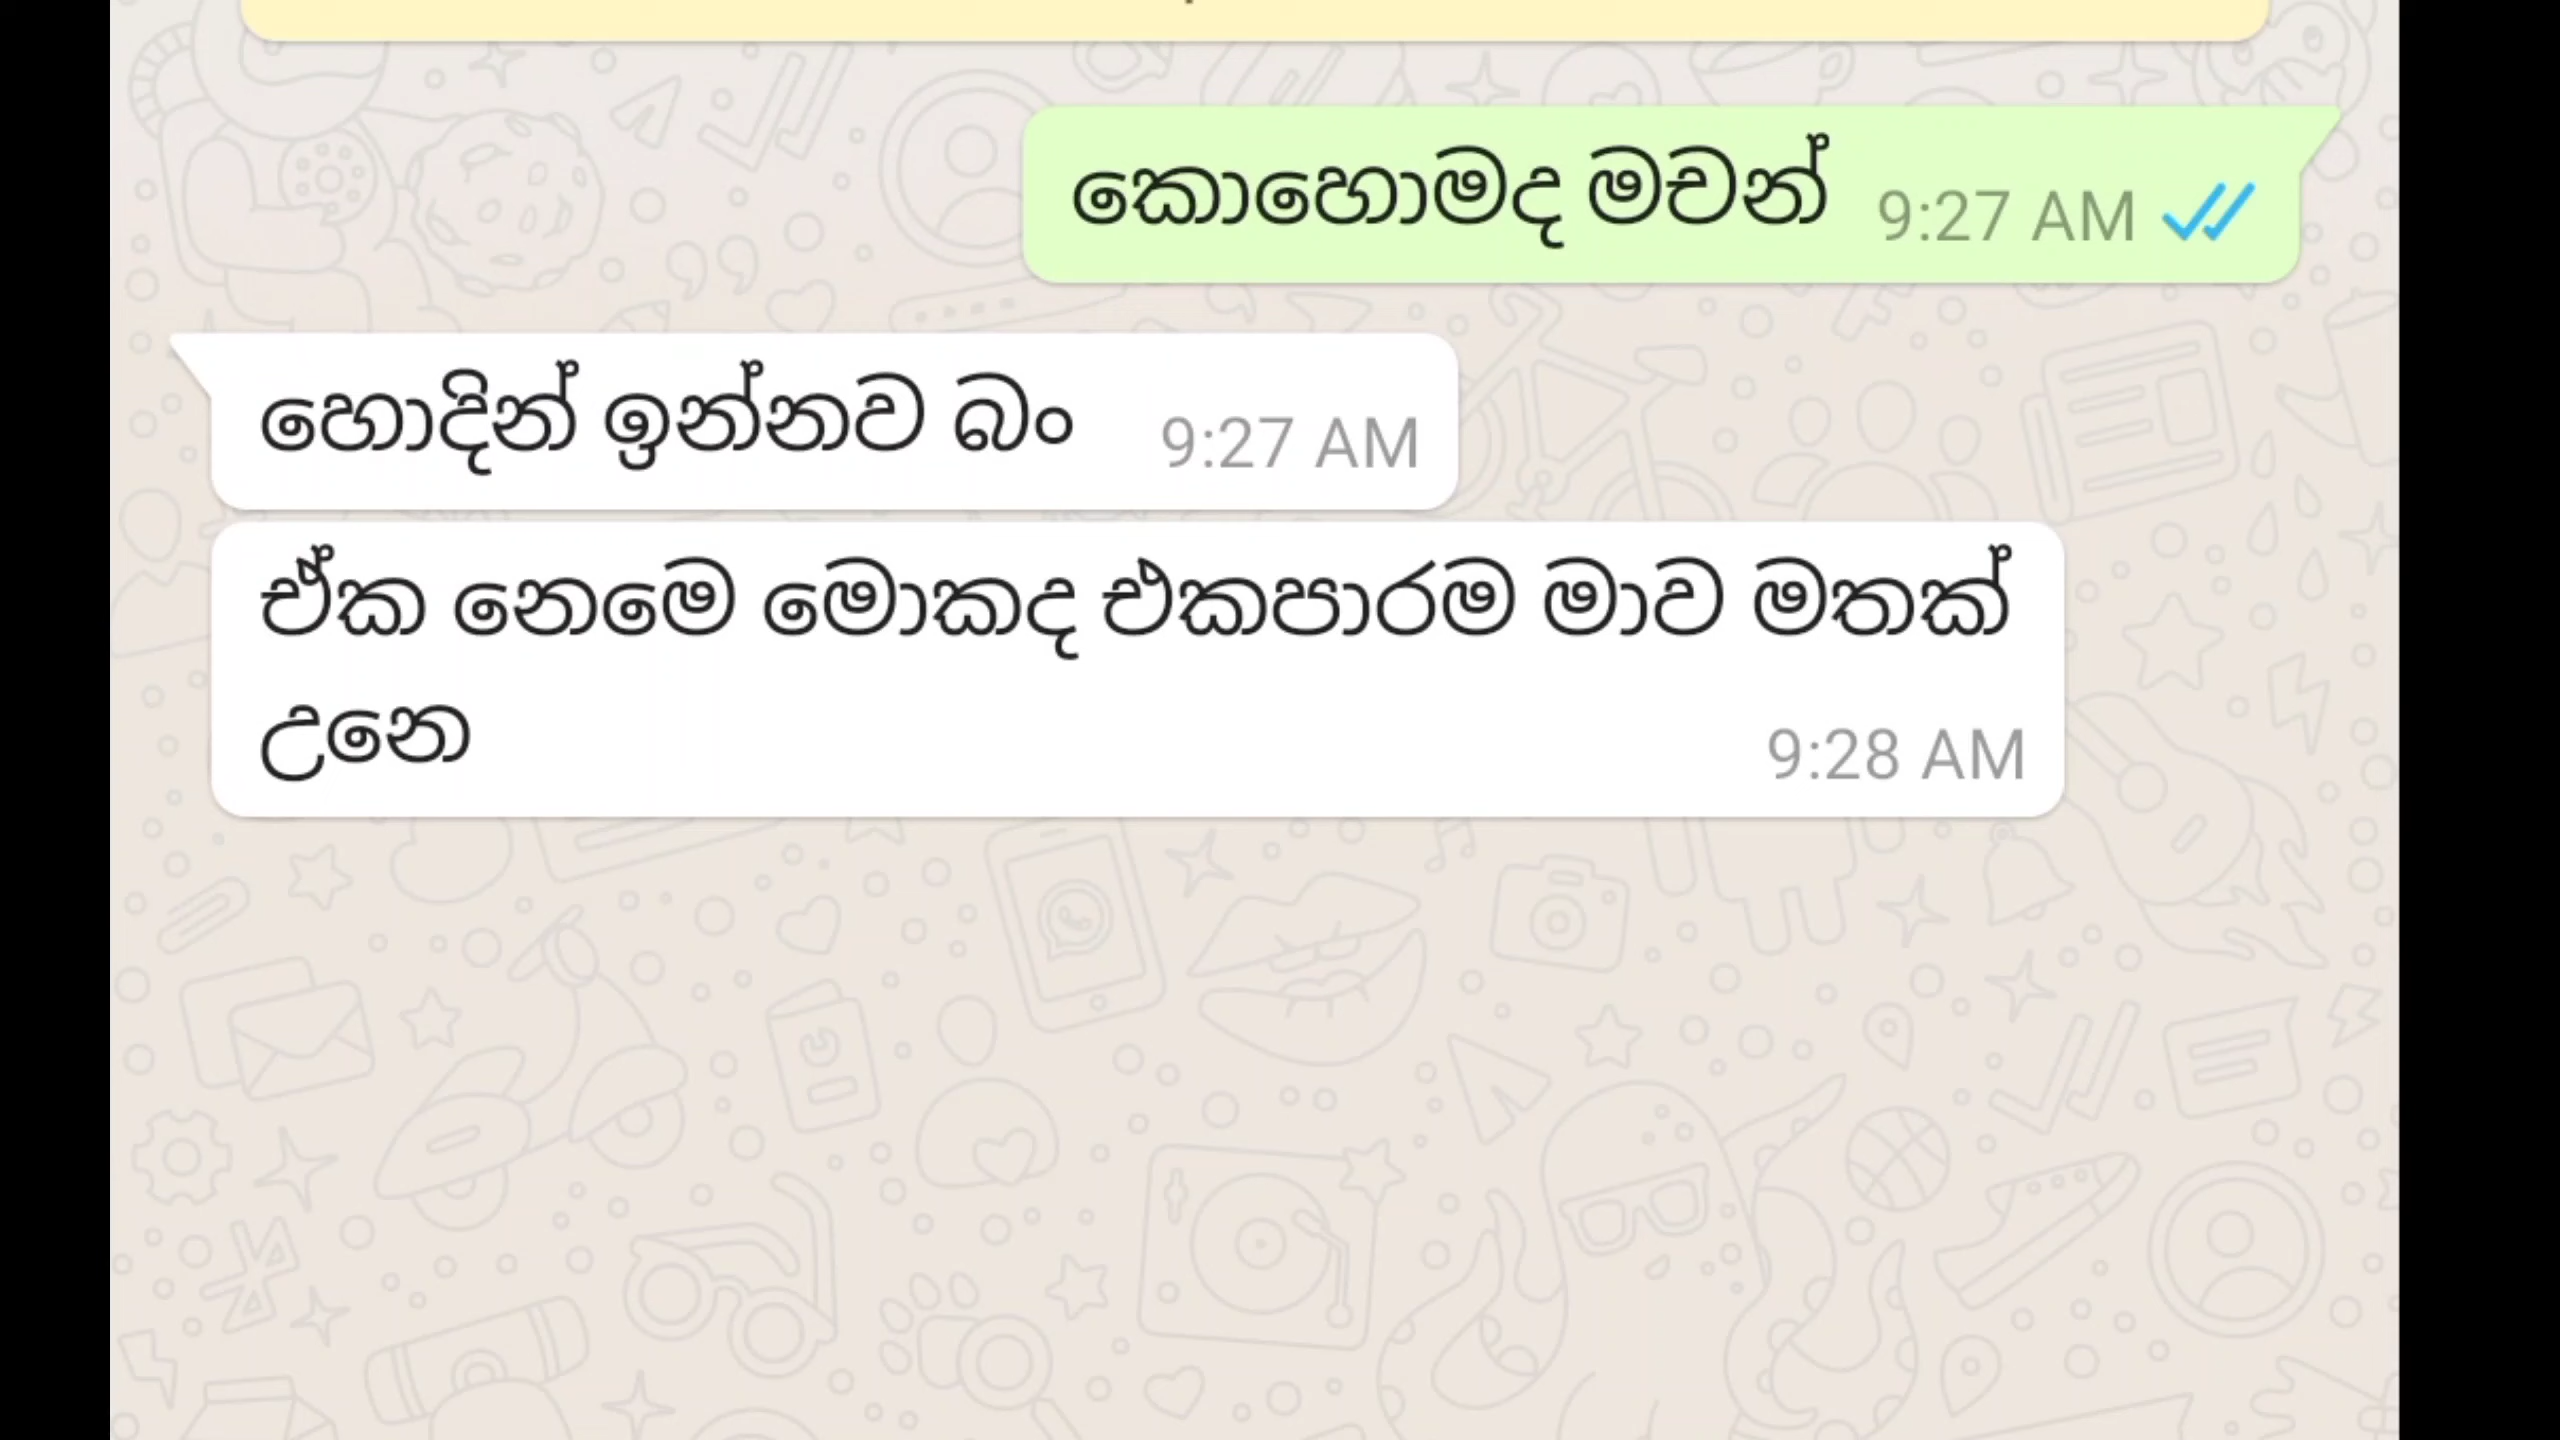 කොහොමද මචන් 9:27 AM
හොදින් ඉන්නව බං 9:27 AM
ඒක නෙමෙ මොකද එකපාරම මාව මතක්
උනෙ 9:28 AM